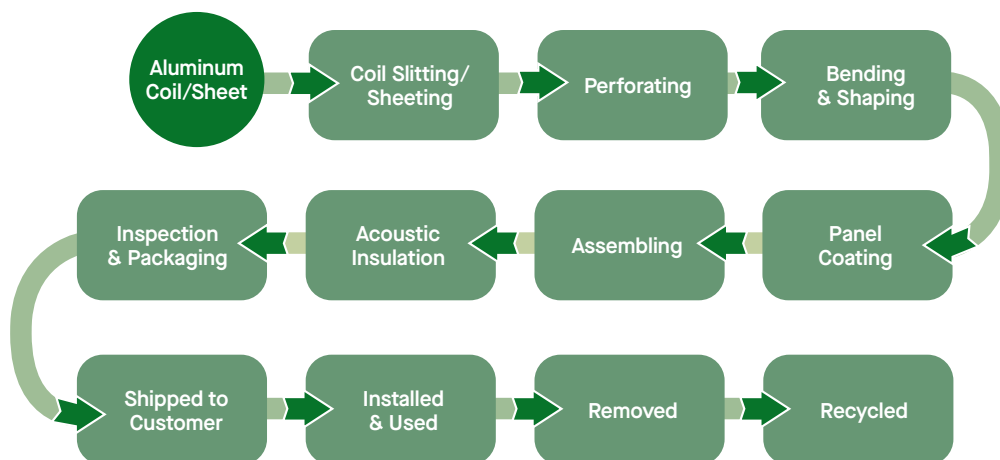 Aluminum
Coil/Sheet
Coil Slitting/
Sheeting
Perforating
Bending
& Shaping
Panel
Coating
Assembling
Acoustic
Insulation
Inspection
& Packaging
Shipped to
Customer
Installed
& Used
Removed
Recycled